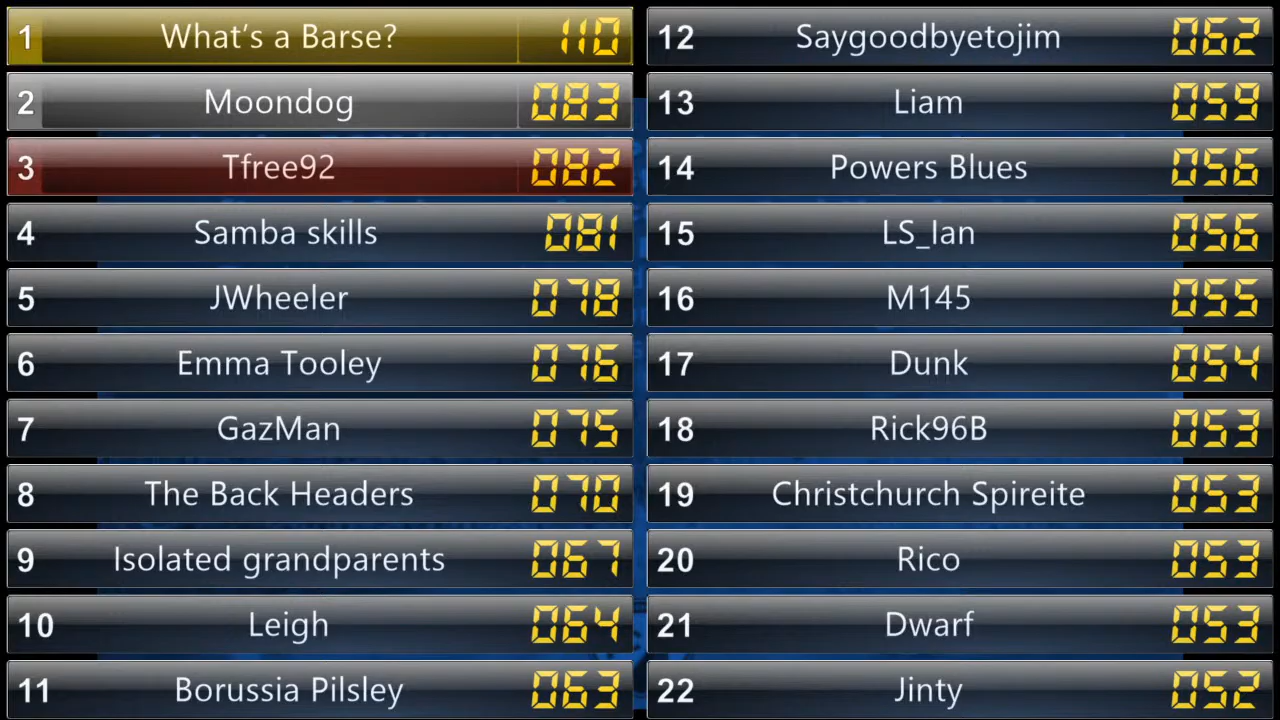 1 What's a Barse? 110
2 Moondog 083
3 Tfree92 082
4 Samba skills 081
5 JWheeler 078
6 Emma Tooley 076
7 GazMan 075
8 The Back Headers 070
9 Isolated grandparents 067
10 Leigh 064
11 Borussia Pilsley 063
12 Saygoodbyetojim 062
13 Liam 059
14 Powers Blues 056
15 LS_Ian 056
16 M145 055
17 Dunk 054
18 Rick96B 053
19 Christchurch Spireite 053
20 Rico 053
21 Dwarf 053
22 Jinty 052